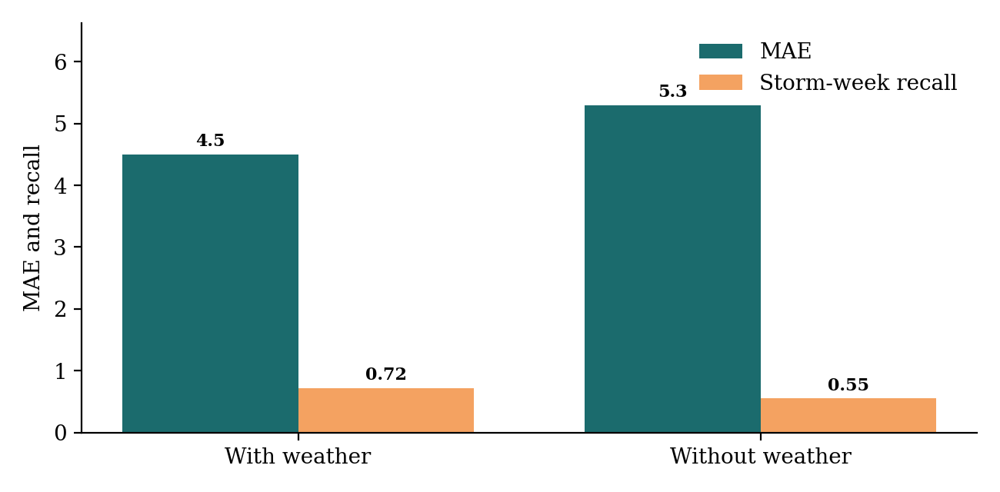 MAE
Storm-week recall
MAE and recall
6
5
4
3
2
1
0
4.5
0.72
5.3
0.55
With weather
Without weather